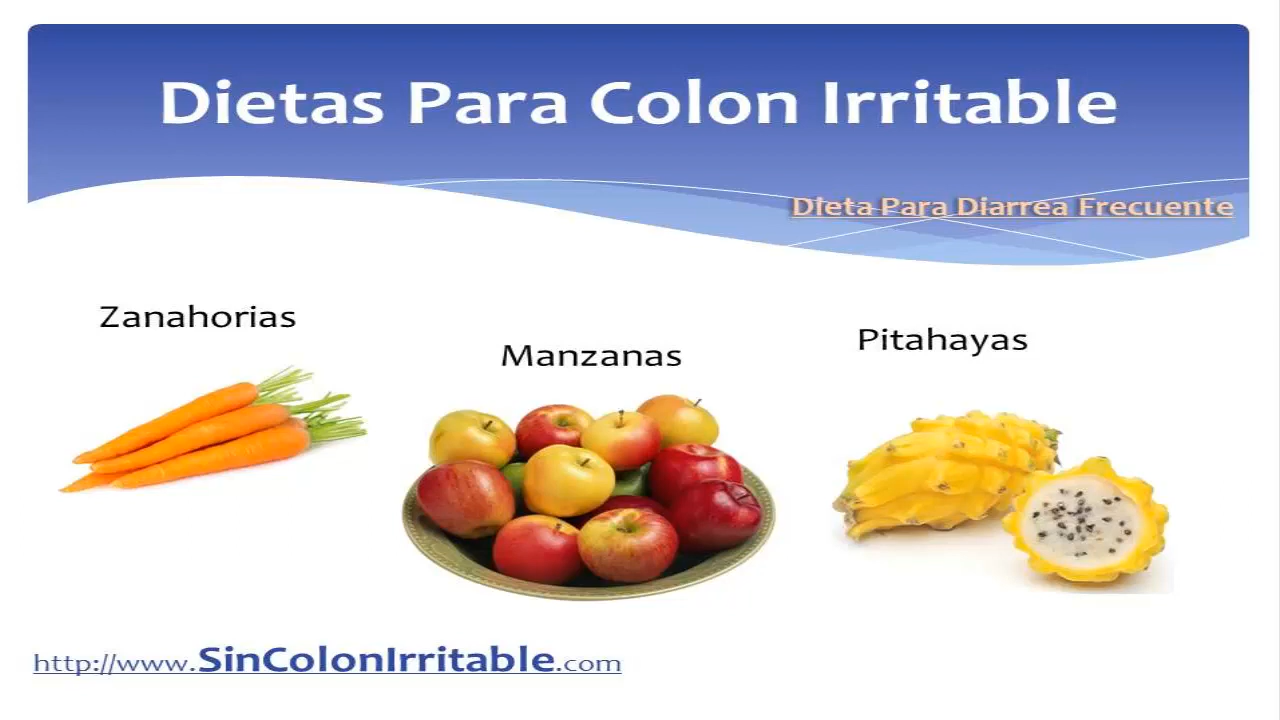 Dietas Para Colon Irritable
Dieta Para Diarrea Frecuente
Zanahorias
Manzanas
Pitahayas
http://www.SinColonIrritable.com